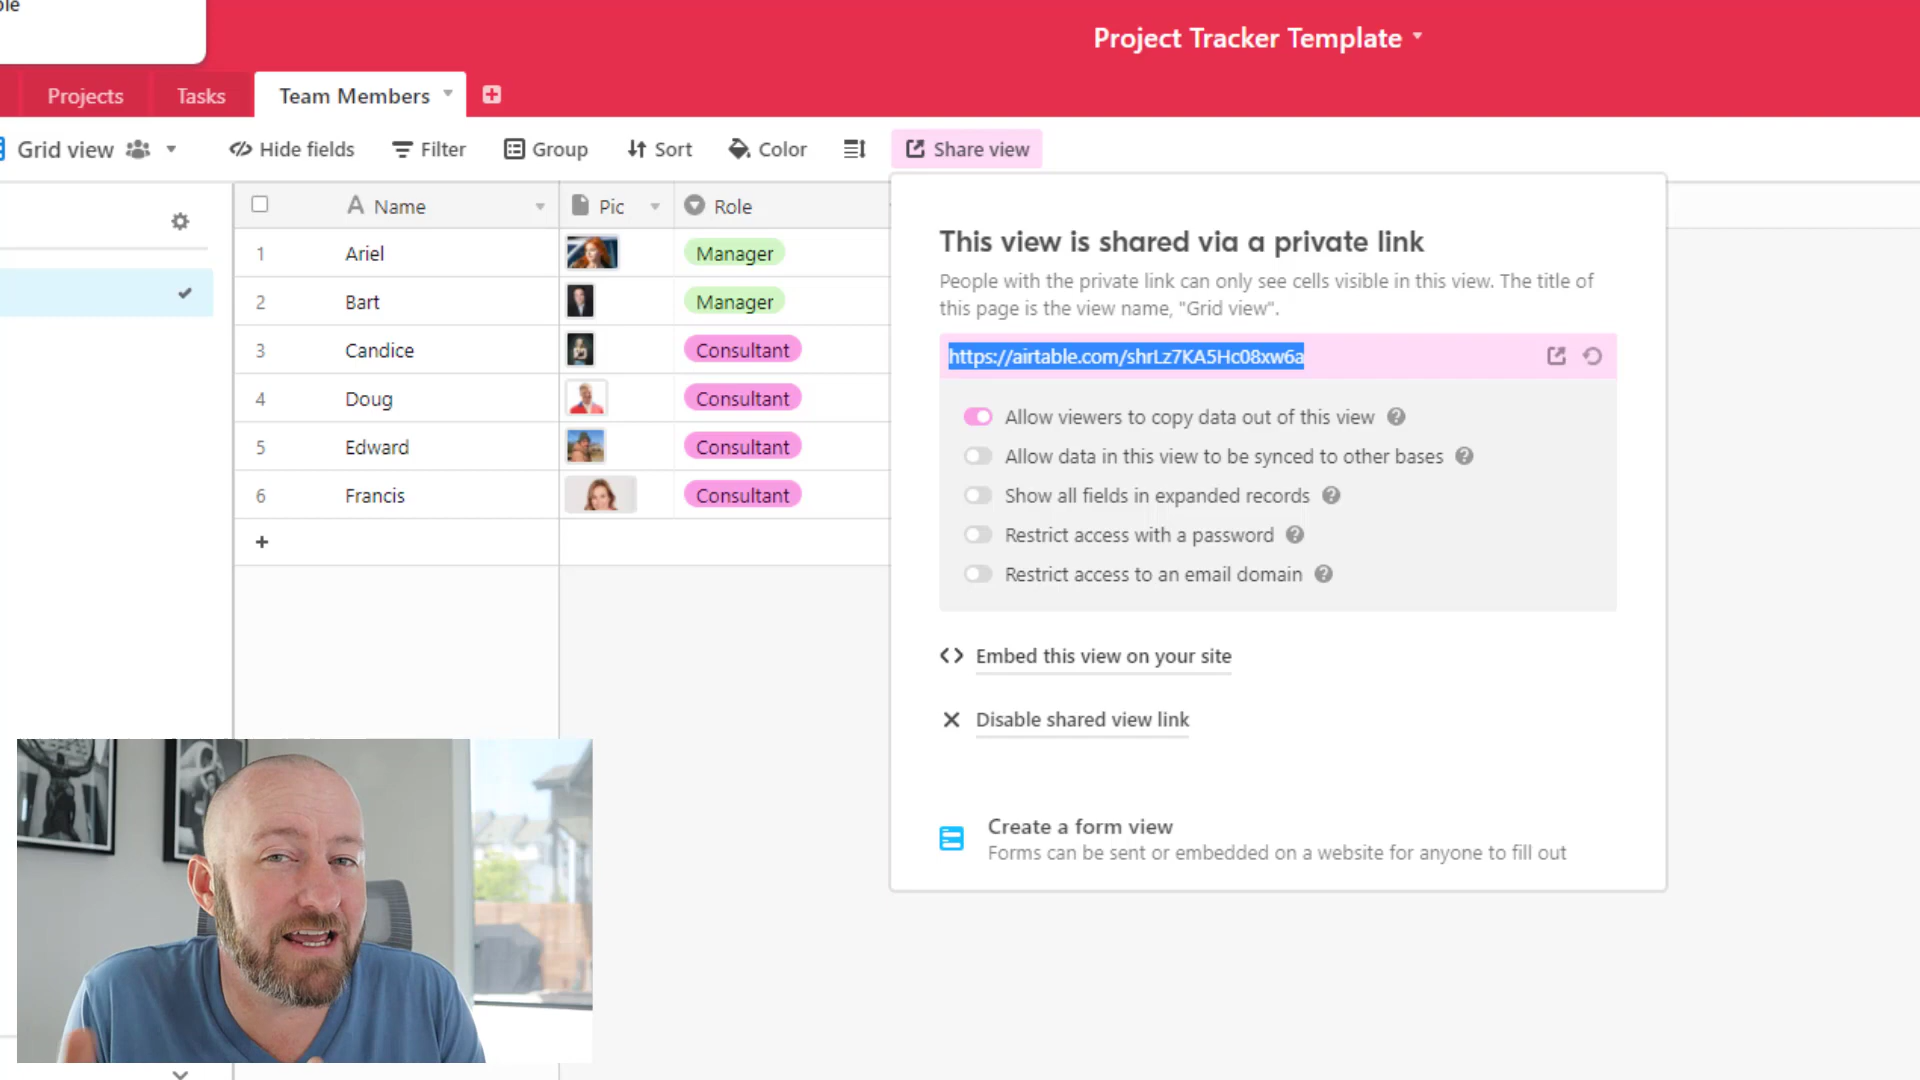 Project Tracker Template
Projects
Tasks
Team Members
Grid view
Hide fields
Filter
Group
Sort
Color
Share view
Name
Pic
Role
1
Ariel
Manager
2
Bart
Manager
3
Candice
Consultant
4
Doug
Consultant
5
Edward
Consultant
6
Francis
Consultant
+
This view is shared via a private link
People with the private link can only see cells visible in this view. The title of
this page is the view name, "Grid view".
https://airtable.com/shrLz7KA5Hc08xw6a
Allow viewers to copy data out of this view
Allow data in this view to be synced to other bases
Show all fields in expanded records
Restrict access with a password
Restrict access to an email domain
Embed this view on your site
Disable shared view link
Create a form view
Forms can be sent or embedded on a website for anyone to fill out